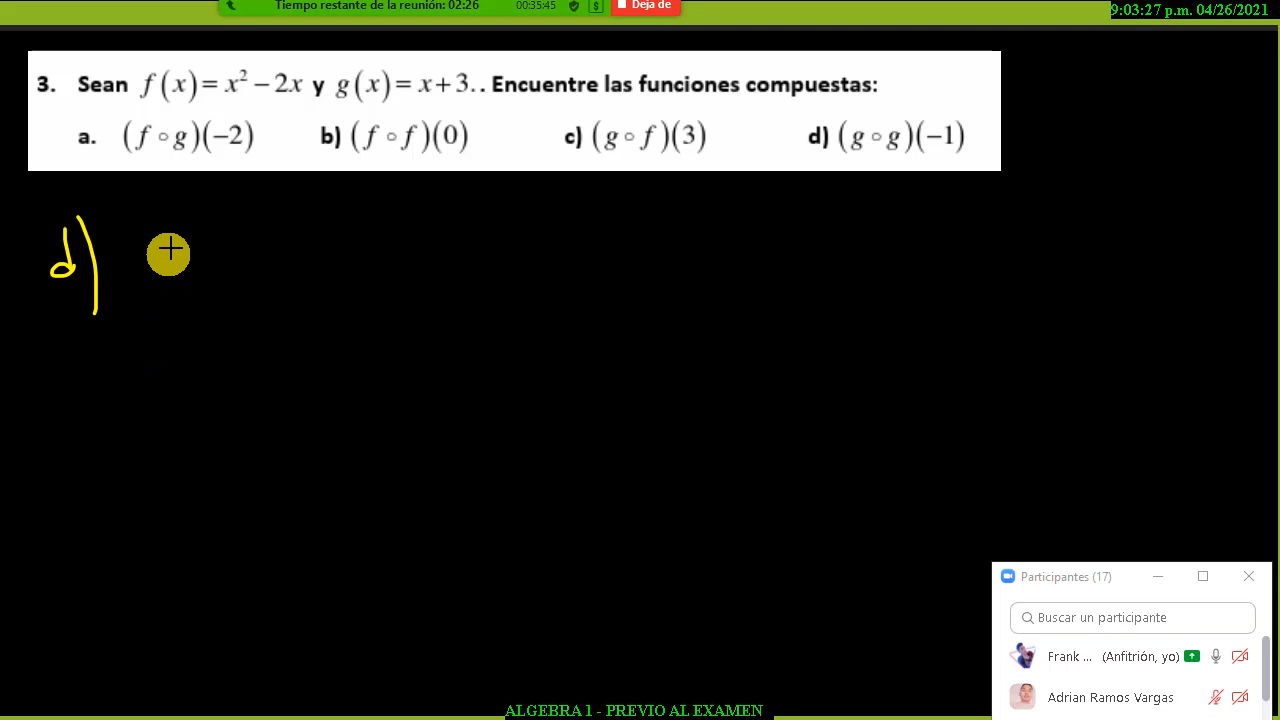 Tiempo restante de la reunión: 02:26 00:35:45 $ Deja de
9:03:27 p.m. 04/26/2021
3. Sean f(x) = x² − 2x y g(x) = x + 3. . Encuentre las funciones compuestas:
a. (f ∘ g)(−2) b) (f ∘ f)(0) c) (g ∘ f)(3) d) (g ∘ g)(−1)
d)
Participantes (17)
Buscar un participante
Frank ... (Anfitrión, yo)
Adrian Ramos Vargas
ALGEBRA 1 - PREVIO AL EXAMEN